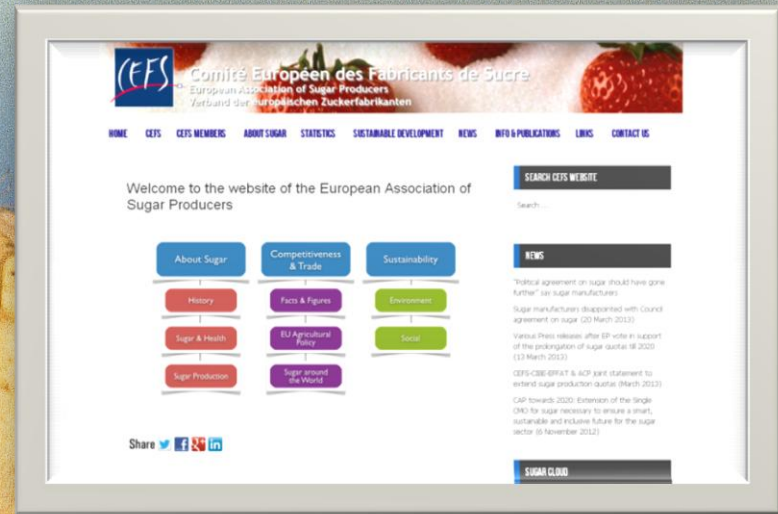 CEFS
Comité Européen des Fabricants de Sucre
European Association of Sugar Producers
Verband der europäischen Zuckerfabrikanten
HOME CEFS CEFS MEMBERS ABOUT SUGAR STATISTICS SUSTAINABLE DEVELOPMENT NEWS INFO & PUBLICATIONS LINKS CONTACT US
Welcome to the website of the European Association of
Sugar Producers
About Sugar
History
Sugar & Health
Sugar Production
Competitiveness
& Trade
Facts & Figures
EU Agricultural
Policy
Sugar around
the World
Sustainability
Environment
Social
Share
SEARCH CEFS WEBSITE
Search ...
NEWS
"Political agreement on sugar should have gone
further" say sugar manufacturers
Sugar manufacturers disappointed with Council
agreement on sugar (20 March 2013)
Various Press releases after EP vote in support
of the prolongation of sugar quotas till 2020
(13 March 2013)
CEFS-CIBE-EFFAT & ACP joint statement to
extend sugar production quotas (March 2013)
CAP towards 2020: Extension of the Single
CMO for sugar necessary to ensure a smart,
sustainable and inclusive future for the sugar
sector (6 November 2012)
SUGAR CLOUD